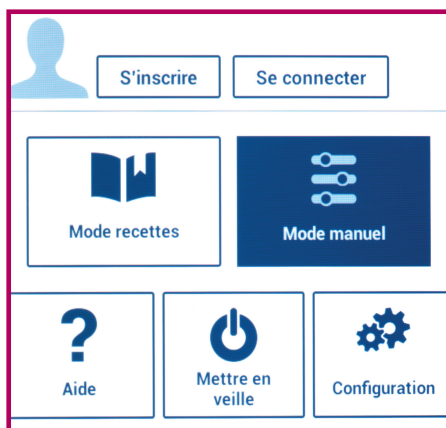 S'inscrire
Se connecter
Mode recettes
Mode manuel
Aide
Mettre en
veille
Configuration